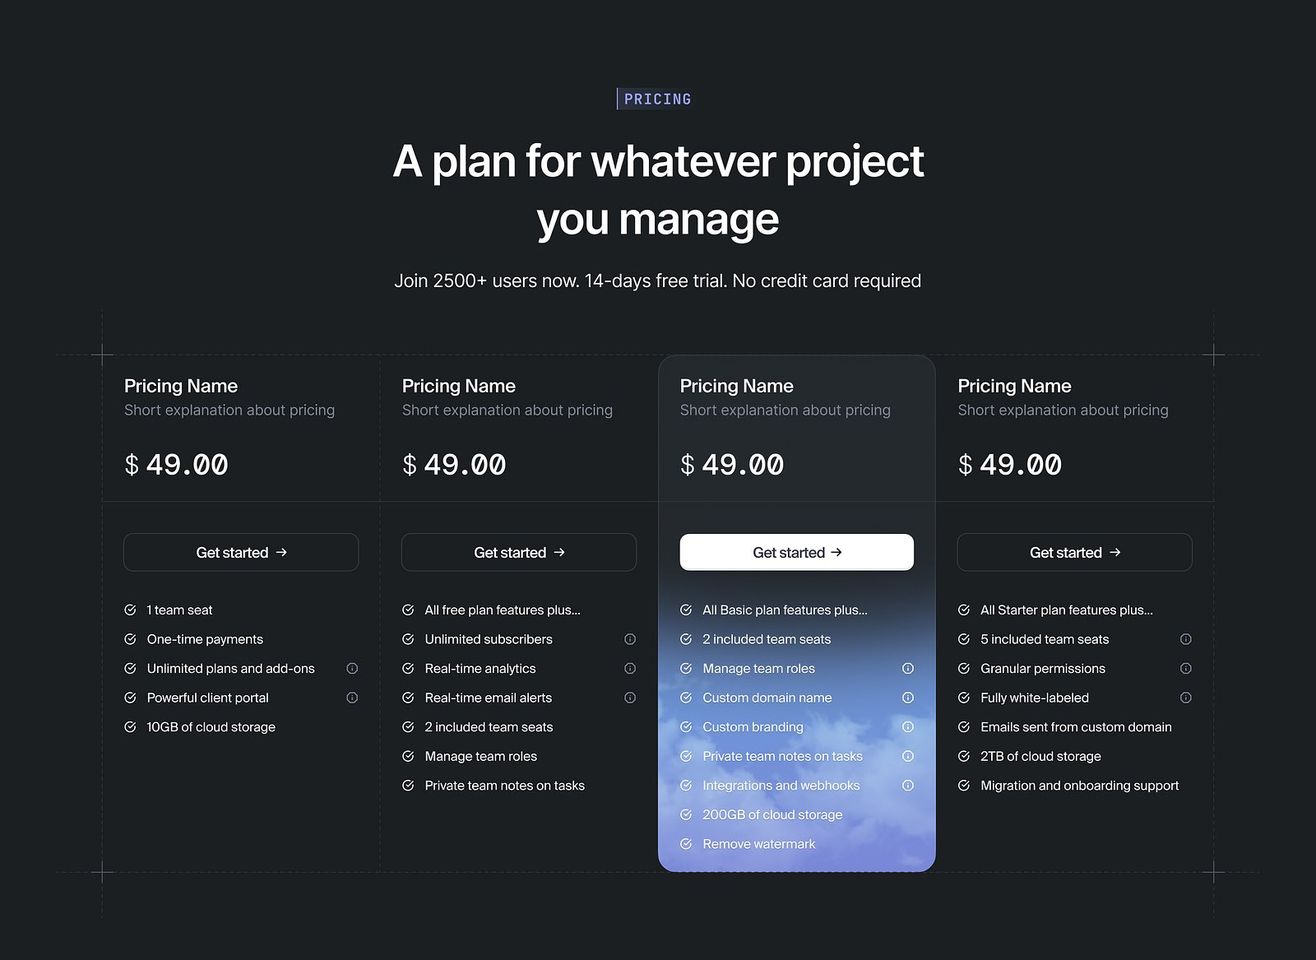 PRICING
A plan for whatever project
you manage
Join 2500+ users now. 14-days free trial. No credit card required
Pricing Name
Short explanation about pricing
$ 49.00
Get started →
1 team seat
One-time payments
Unlimited plans and add-ons
Powerful client portal
10GB of cloud storage
Pricing Name
Short explanation about pricing
$ 49.00
Get started →
All free plan features plus...
Unlimited subscribers
Real-time analytics
Real-time email alerts
2 included team seats
Manage team roles
Private team notes on tasks
Pricing Name
Short explanation about pricing
$ 49.00
Get started →
All Basic plan features plus...
2 included team seats
Manage team roles
Custom domain name
Custom branding
Private team notes on tasks
Integrations and webhooks
200GB of cloud storage
Remove watermark
Pricing Name
Short explanation about pricing
$ 49.00
Get started →
All Starter plan features plus...
5 included team seats
Granular permissions
Fully white-labeled
Emails sent from custom domain
2TB of cloud storage
Migration and onboarding support